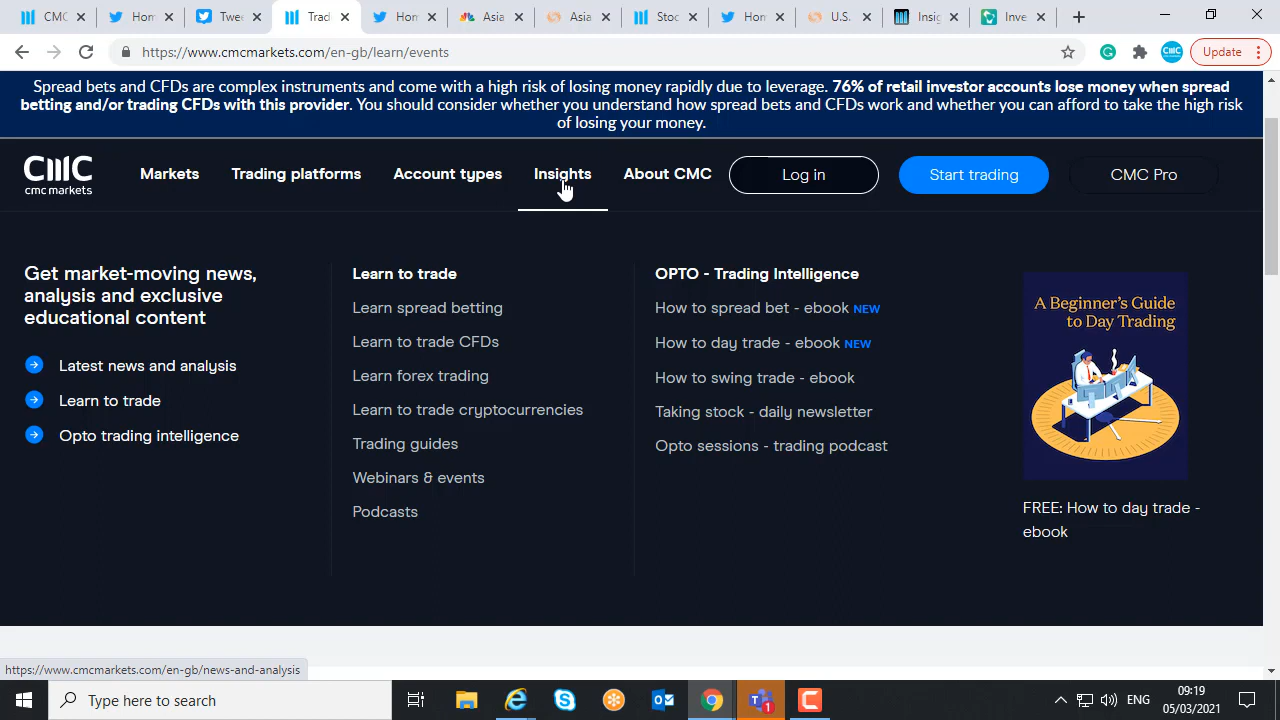 CMC
Hom
Twee
Trad
Hom
Asia
Asia
Stoc
Hom
U.S.
Insig
Inve
https://www.cmcmarkets.com/en-gb/learn/events
CMC
Update
Spread bets and CFDs are complex instruments and come with a high risk of losing money rapidly due to leverage. 76% of retail investor accounts lose money when spread
betting and/or trading CFDs with this provider. You should consider whether you understand how spread bets and CFDs work and whether you can afford to take the high risk
of losing your money.
CMC
cmc markets
Markets
Trading platforms
Account types
Insights
About CMC
Log in
Start trading
CMC Pro
Get market-moving news,
analysis and exclusive
educational content
Latest news and analysis
Learn to trade
Opto trading intelligence
Learn to trade
Learn spread betting
Learn to trade CFDs
Learn forex trading
Learn to trade cryptocurrencies
Trading guides
Webinars & events
Podcasts
OPTO - Trading Intelligence
How to spread bet - ebook NEW
How to day trade - ebook NEW
How to swing trade - ebook
Taking stock - daily newsletter
Opto sessions - trading podcast
A Beginner's Guide
to Day Trading
FREE: How to day trade -
ebook
https://www.cmcmarkets.com/en-gb/news-and-analysis
Type here to search
1
ENG
09:19
05/03/2021